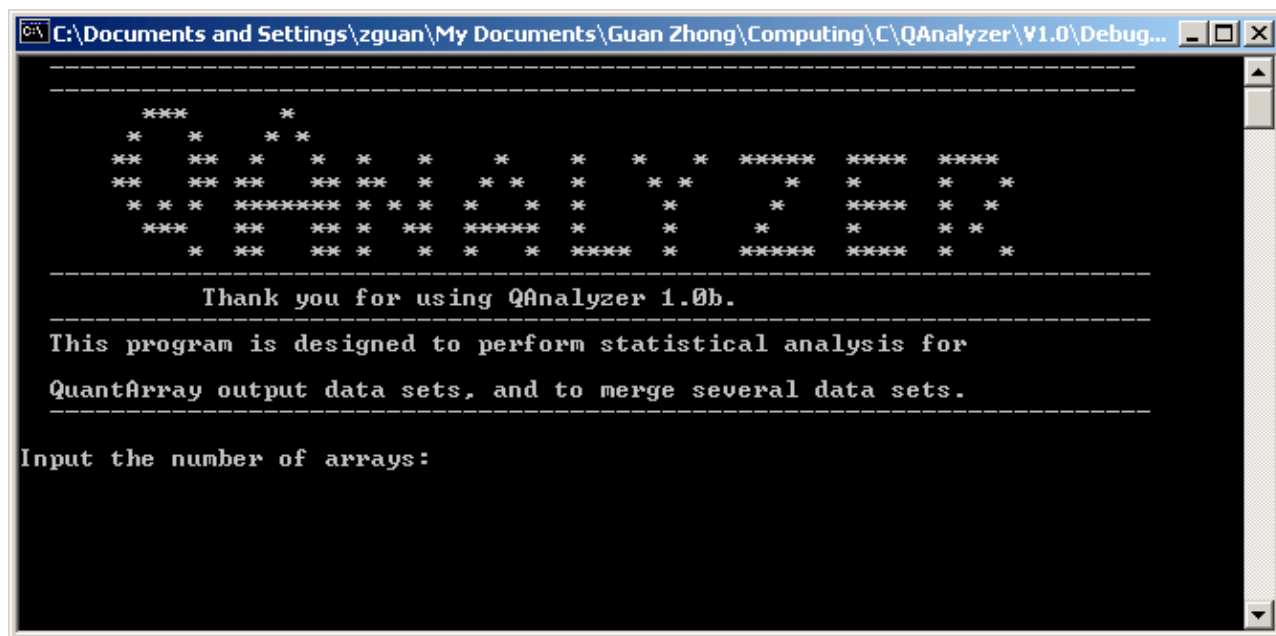 C:\Documents and Settings\zguan\My Documents\Guan Zhong\Computing\C\QAnalyzer\V1.0\Debug...
QANALYZER
Thank you for using QAnalyzer 1.0b.
This program is designed to perform statistical analysis for
QuantArray output data sets, and to merge several data sets.
Input the number of arrays: